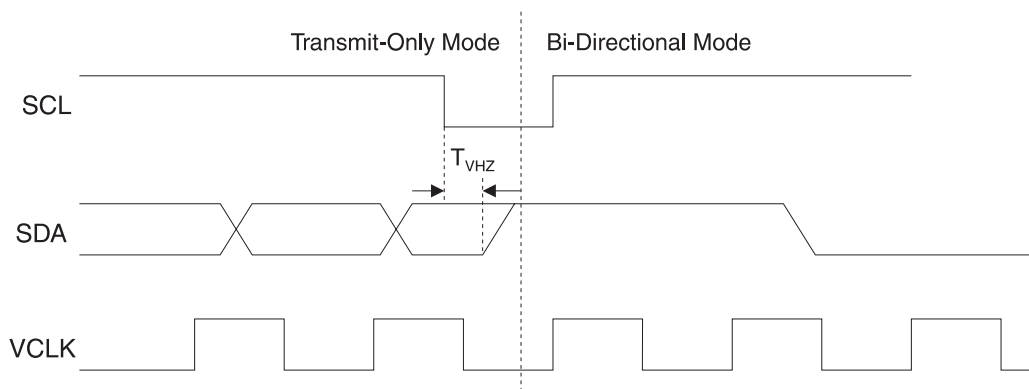 Transmit-Only Mode
Bi-Directional Mode
SCL
TVHZ
SDA
VCLK